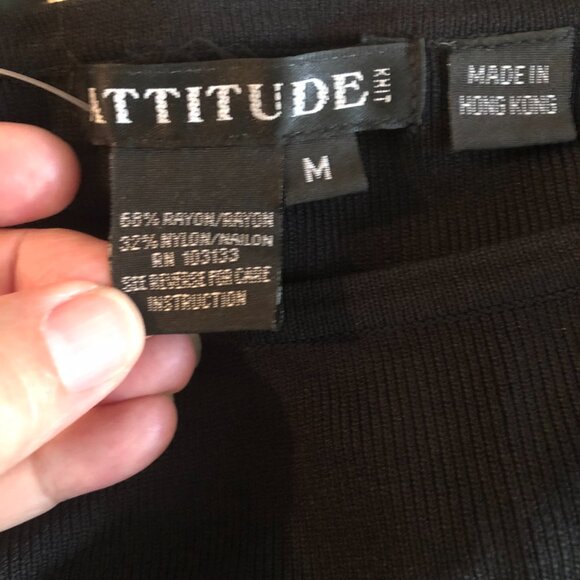 ATTITUDE KNIT
MADE IN
HONG KONG
M
68% RAYON/RAYON
32% NYLON/NAILON
RN 103133
SEE REVERSE FOR CARE
INSTRUCTION